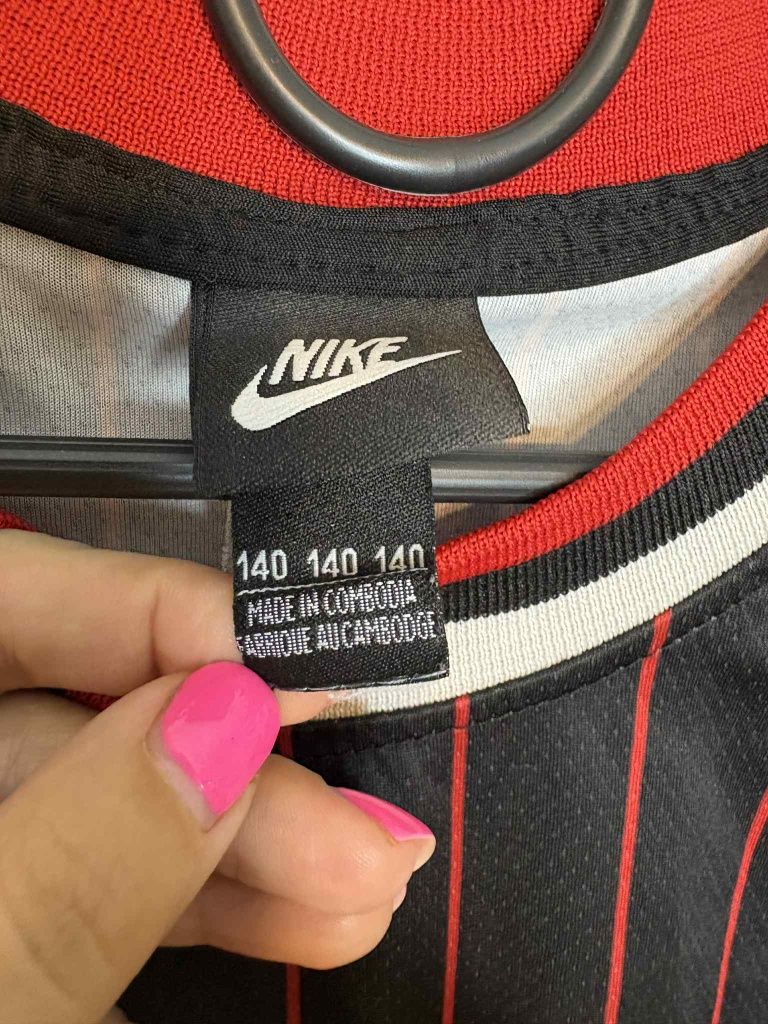 NIKE
140 140 140
MADE IN COMBODIA
FABRIQUE AU CAMBODGE